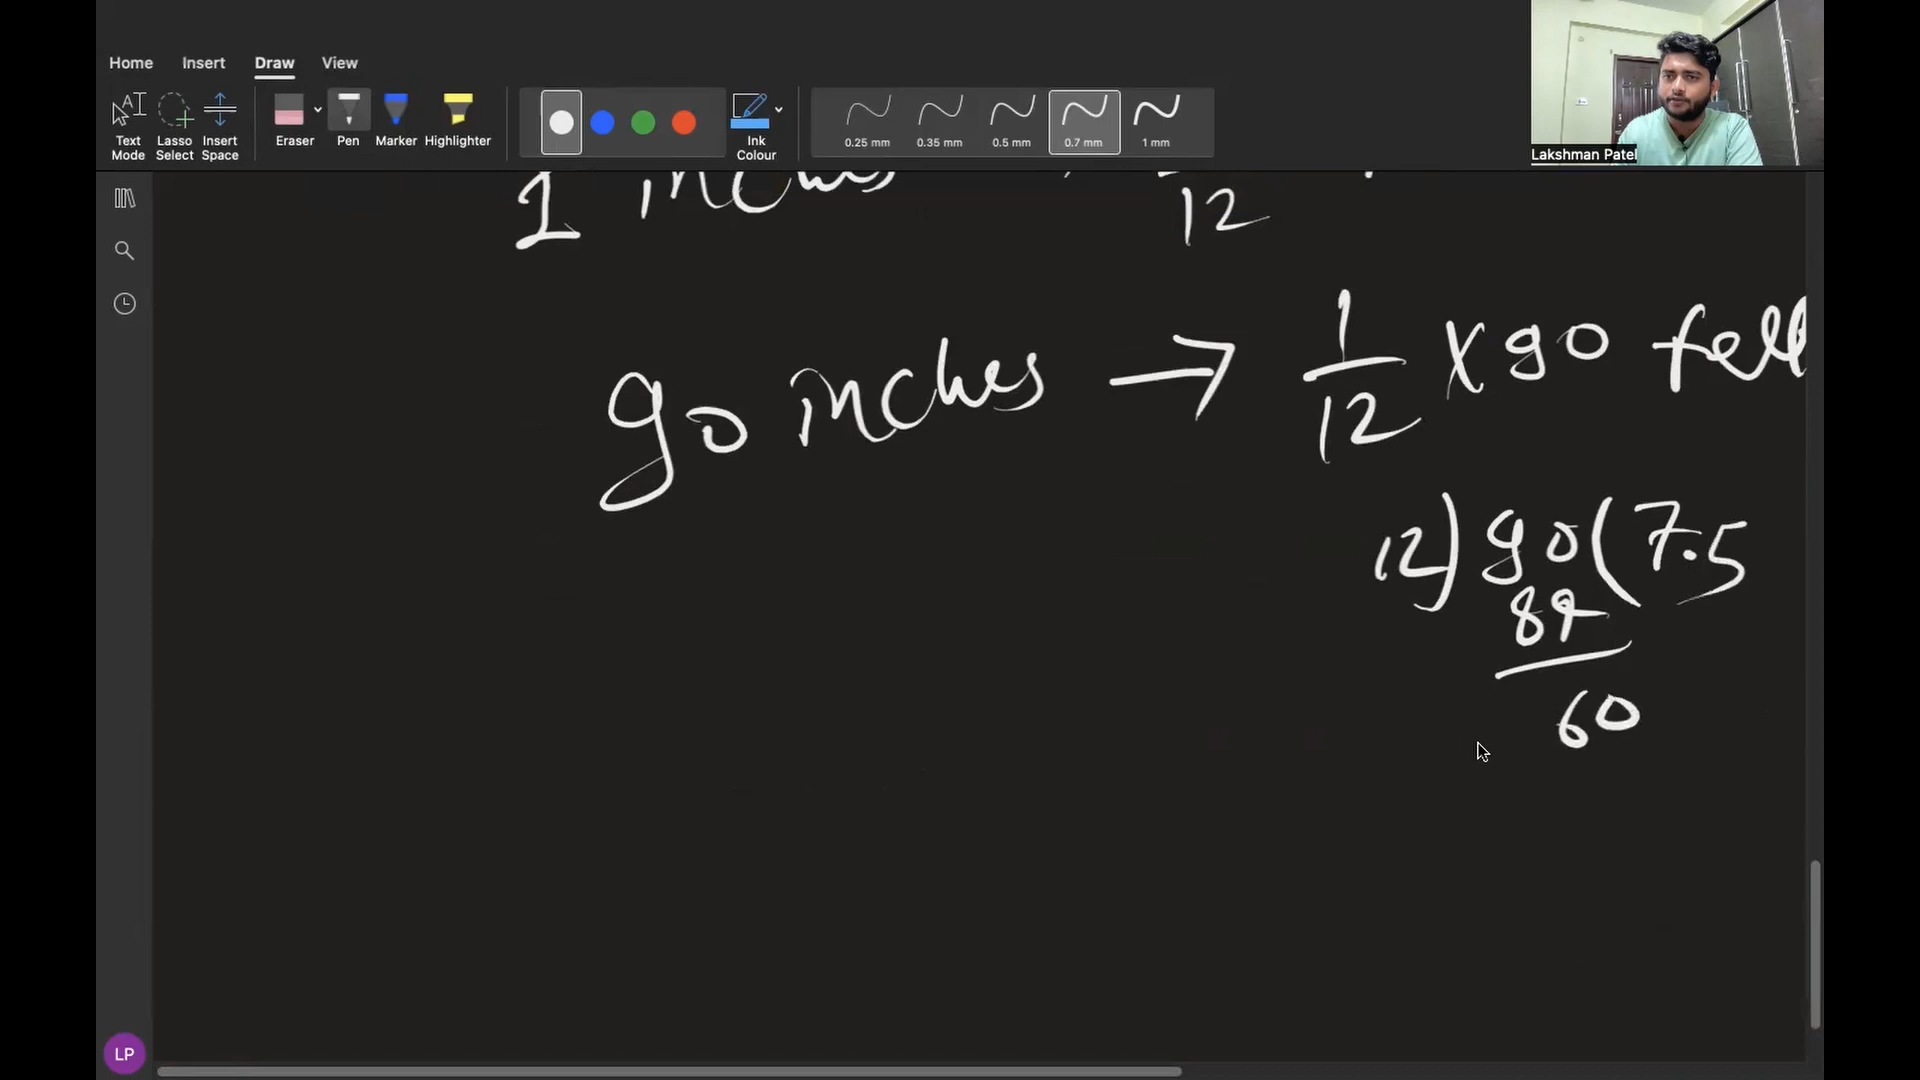 Home Insert Draw View
Text Mode Lasso Select Insert Space Eraser Pen Marker Highlighter Ink Colour 0.25 mm 0.35 mm 0.5 mm 0.7 mm 1 mm
Lakshman Patel
1 inches
12
90 inches → 1/12 x 90 feet
12) 90 ( 7.5
84
60
LP